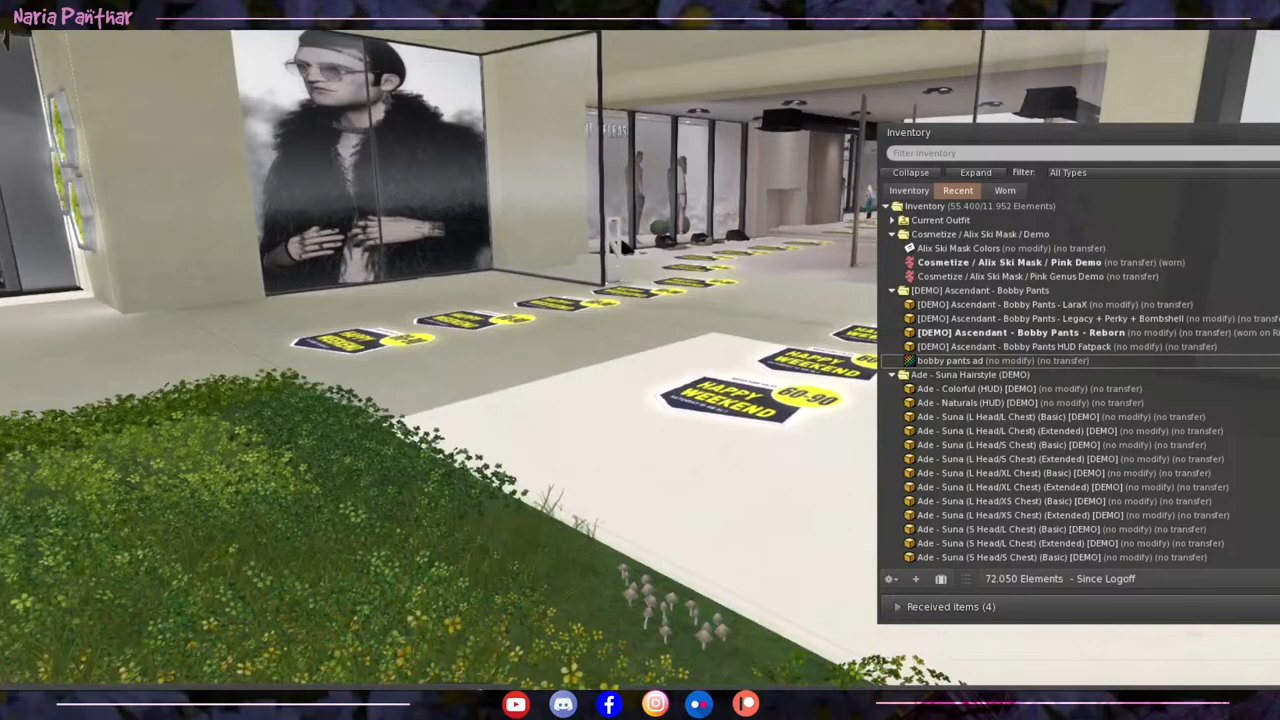 Naria Panthar
HAPPY
WEEKEND
60-90
Inventory
Filter Inventory
Collapse Expand Filter: All Types
Inventory Recent Worn
Inventory (55.400/11.952 Elements)
Current Outfit
Cosmetize / Alix Ski Mask / Demo
Alix Ski Mask Colors (no modify) (no transfer)
Cosmetize / Alix Ski Mask / Pink Demo (no transfer) (worn)
Cosmetize / Alix Ski Mask / Pink Genus Demo (no transfer)
[DEMO] Ascendant - Bobby Pants
[DEMO] Ascendant - Bobby Pants - LaraX (no modify) (no transfer)
[DEMO] Ascendant - Bobby Pants - Legacy + Perky + Bombshell (no modify) (no transfe
[DEMO] Ascendant - Bobby Pants - Reborn (no modify) (no transfer) (worn on R
[DEMO] Ascendant - Bobby Pants HUD Fatpack (no modify) (no transfer)
bobby pants ad (no modify) (no transfer)
Ade - Suna Hairstyle (DEMO)
Ade - Colorful (HUD) [DEMO] (no modify) (no transfer)
Ade - Naturals (HUD) [DEMO] (no modify) (no transfer)
Ade - Suna (L Head/L Chest) (Basic) [DEMO] (no modify) (no transfer)
Ade - Suna (L Head/L Chest) (Extended) [DEMO] (no modify) (no transfer)
Ade - Suna (L Head/S Chest) (Basic) [DEMO] (no modify) (no transfer)
Ade - Suna (L Head/S Chest) (Extended) [DEMO] (no modify) (no transfer)
Ade - Suna (L Head/XL Chest) (Basic) [DEMO] (no modify) (no transfer)
Ade - Suna (L Head/XL Chest) (Extended) [DEMO] (no modify) (no transfer)
Ade - Suna (L Head/XS Chest) (Basic) [DEMO] (no modify) (no transfer)
Ade - Suna (L Head/XS Chest) (Extended) [DEMO] (no modify) (no transfer)
Ade - Suna (S Head/L Chest) (Basic) [DEMO] (no modify) (no transfer)
Ade - Suna (S Head/L Chest) (Extended) [DEMO] (no modify) (no transfer)
Ade - Suna (S Head/S Chest) (Basic) [DEMO] (no modify) (no transfer)
72.050 Elements - Since Logoff
Received items (4)